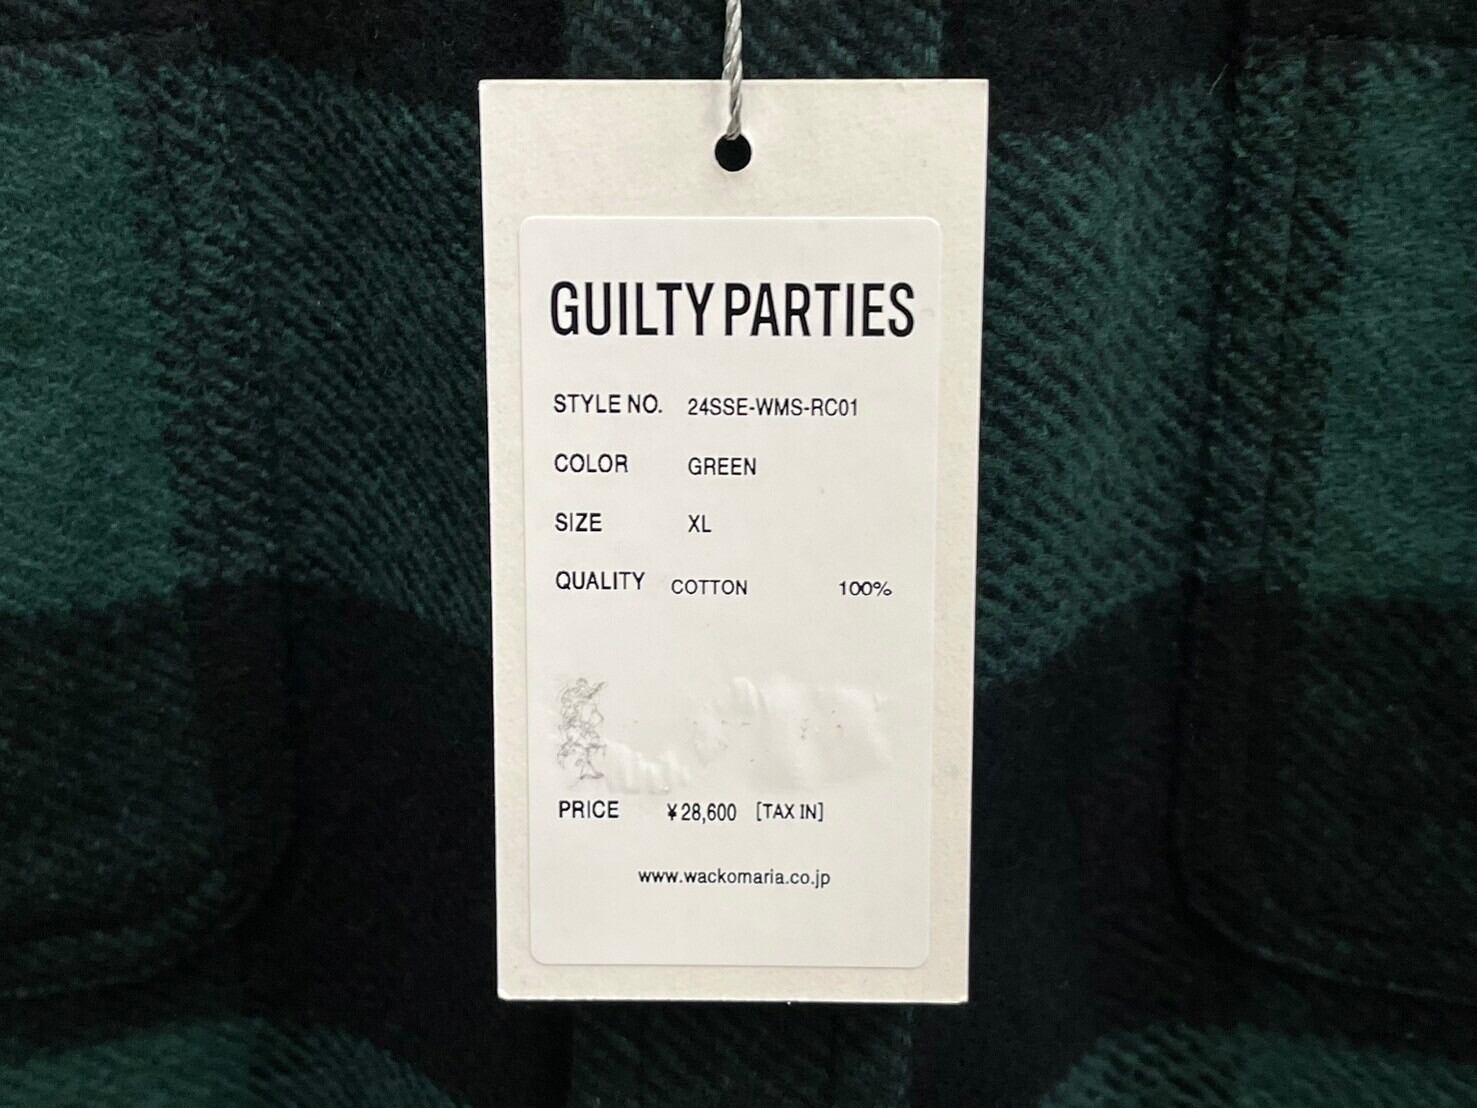 GUILTY PARTIES
STYLE NO. 24SSE-WMS-RC01
COLOR GREEN
SIZE XL
QUALITY COTTON 100%
PRICE ¥28,600 [TAX IN]
www.wackomaria.co.jp